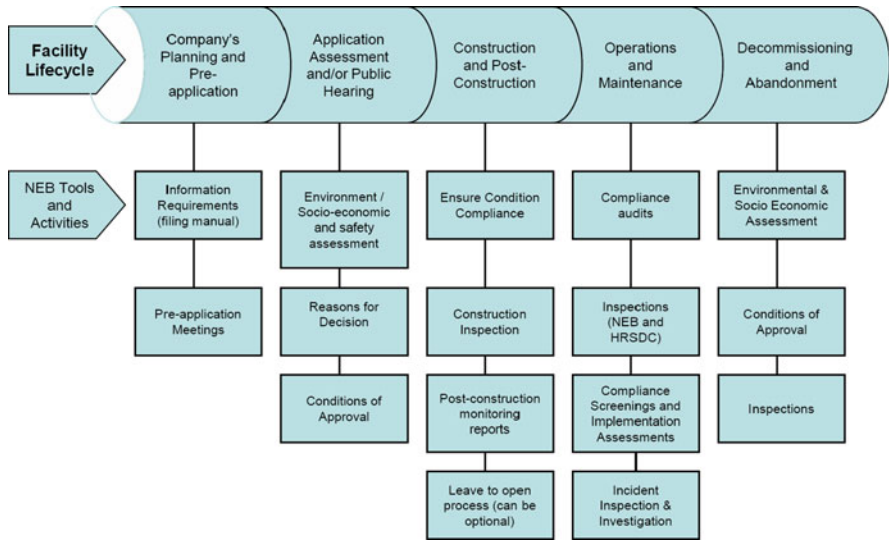 Facility
Lifecycle
Company's
Planning and
Pre-
application
Application
Assessment
and/or Public
Hearing
Construction
and Post-
Construction
Operations
and
Maintenance
Decommissioning
and
Abandonment
NEB Tools
and
Activities
Information
Requirements
(filing manual)
Environment /
Socio-economic
and safety
assessment
Ensure Condition
Compliance
Compliance
audits
Environmental &
Socio Economic
Assessment
Pre-application
Meetings
Reasons for
Decision
Construction
Inspection
Inspections
(NEB and
HRSDC)
Conditions of
Approval
Conditions of
Approval
Post-construction
monitoring
reports
Compliance
Screenings and
Implementation
Assessments
Inspections
Leave to open
process (can be
optional)
Incident
Inspection &
Investigation